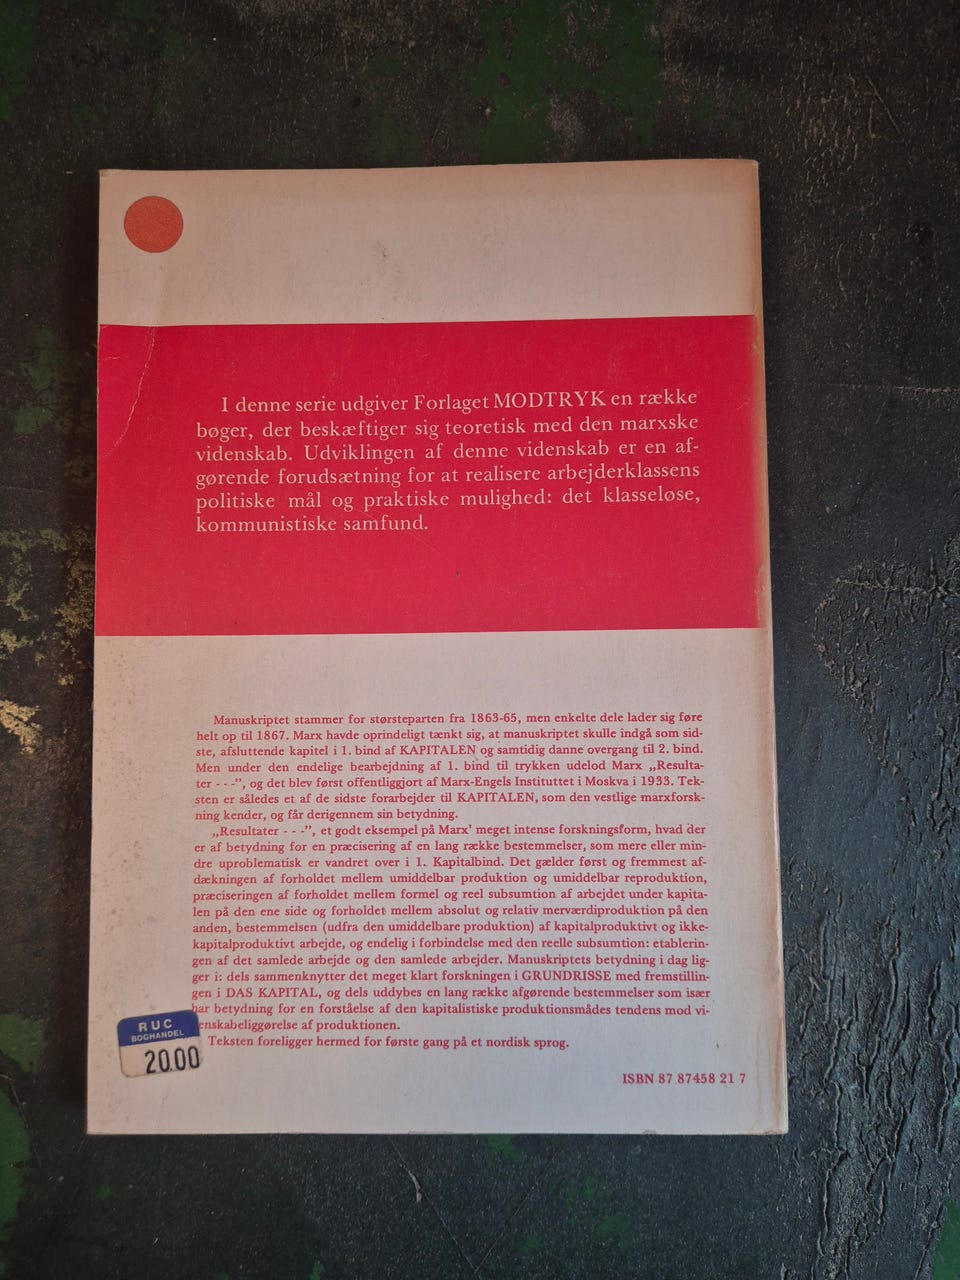 I denne serie udgiver Forlaget MODTRYK en række
bøger, der beskæftiger sig teoretisk med den marxske
videnskab. Udviklingen af denne videnskab er en af-
gørende forudsætning for at realisere arbejderklassens
politiske mål og praktiske mulighed: det klasseløse,
kommunistiske samfund.
Manuskriptet stammer for størsteparten fra 1863-65, men enkelte dele lader sig føre
helt op til 1867. Marx havde oprindeligt tænkt sig, at manuskriptet skulle indgå som sid-
ste, afsluttende kapitel i 1. bind af KAPITALEN og samtidig danne overgang til 2. bind.
Men under den endelige bearbejdning af 1. bind til trykken udelod Marx „Resulta-
ter - - -”, og det blev først offentliggjort af Marx-Engels Instituttet i Moskva i 1933. Tek-
sten er således et af de sidste forarbejder til KAPITALEN, som den vestlige marxforsk-
ning kender, og får derigennem sin betydning.
„Resultater - - -”, et godt eksempel på Marx’ meget intense forskningsform, hvad der
er af betydning for en præcisering af en lang række bestemmelser, som mere eller min-
dre uproblematisk er vandret over i 1. Kapitalbind. Det gælder først og fremmest af-
dækningen af forholdet mellem umiddelbar produktion og umiddelbar reproduktion,
præciseringen af forholdet mellem formel og reel subsumtion af arbejdet under kapita-
len på den ene side og forholdet mellem absolut og relativ merværdiproduktion på den
anden, bestemmelsen (udfra den umiddelbare produktion) af kapitalproduktivt og ikke-
kapitalproduktivt arbejde, og endelig i forbindelse med den reelle subsumtion: etablerin-
gen af det samlede arbejde og den samlede arbejder. Manuskriptets betydning i dag lig-
ger i: dels sammenknytter det meget klart forskningen i GRUNDRISSE med fremstillin-
gen i DAS KAPITAL, og dels uddybes en lang række afgørende bestemmelser som især
har betydning for en forståelse af den kapitalistiske produktionsmådes tendens mod vi-
enskabeliggørelse af produktionen.
Teksten foreligger hermed for første gang på et nordisk sprog.
RUC
BOGHANDEL
20.00
ISBN 87 87458 21 7